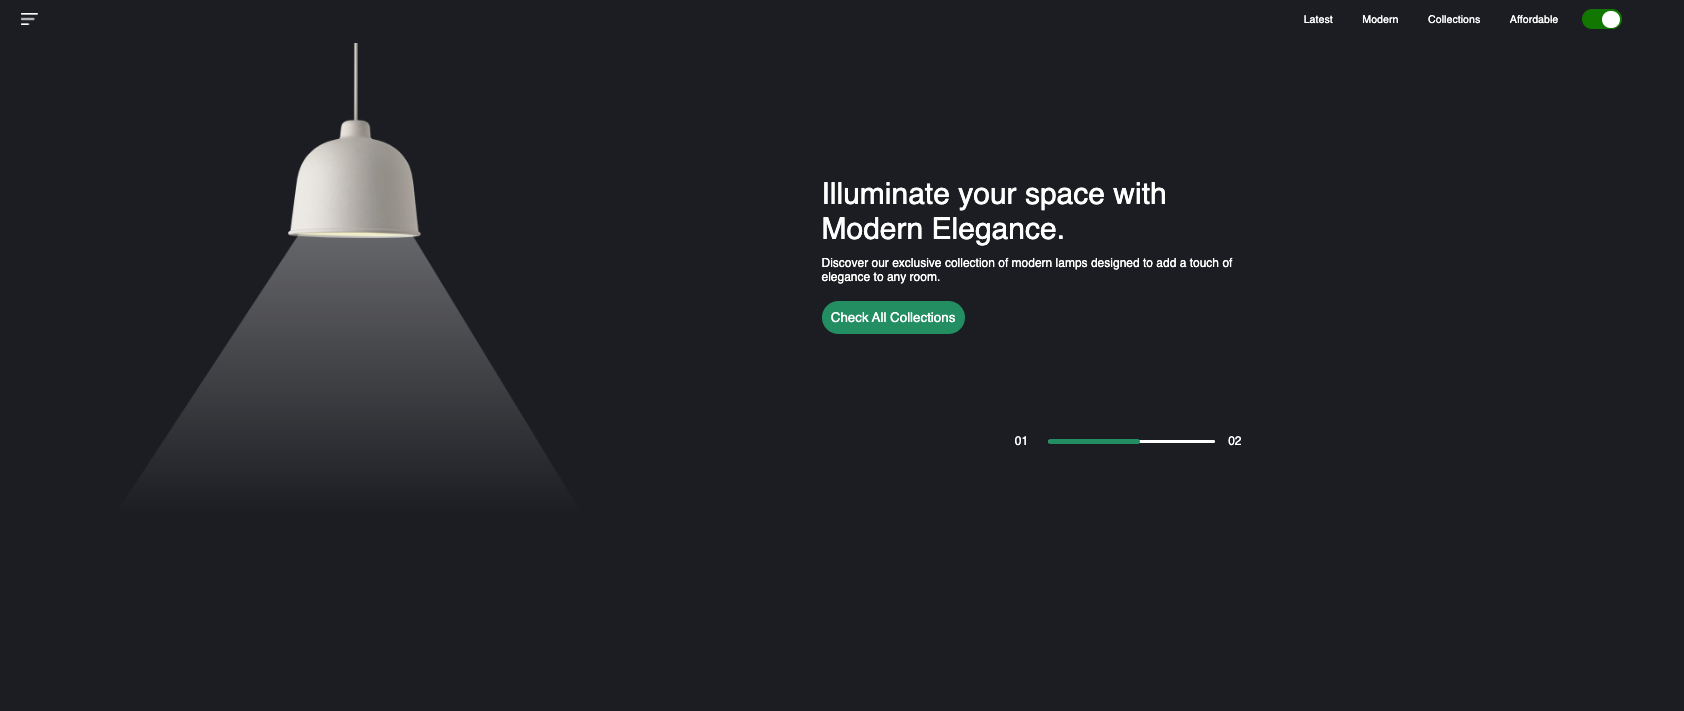 Latest
Modern
Collections
Affordable
Illuminate your space with
Modern Elegance.
Discover our exclusive collection of modern lamps designed to add a touch of
elegance to any room.
Check All Collections
01
02